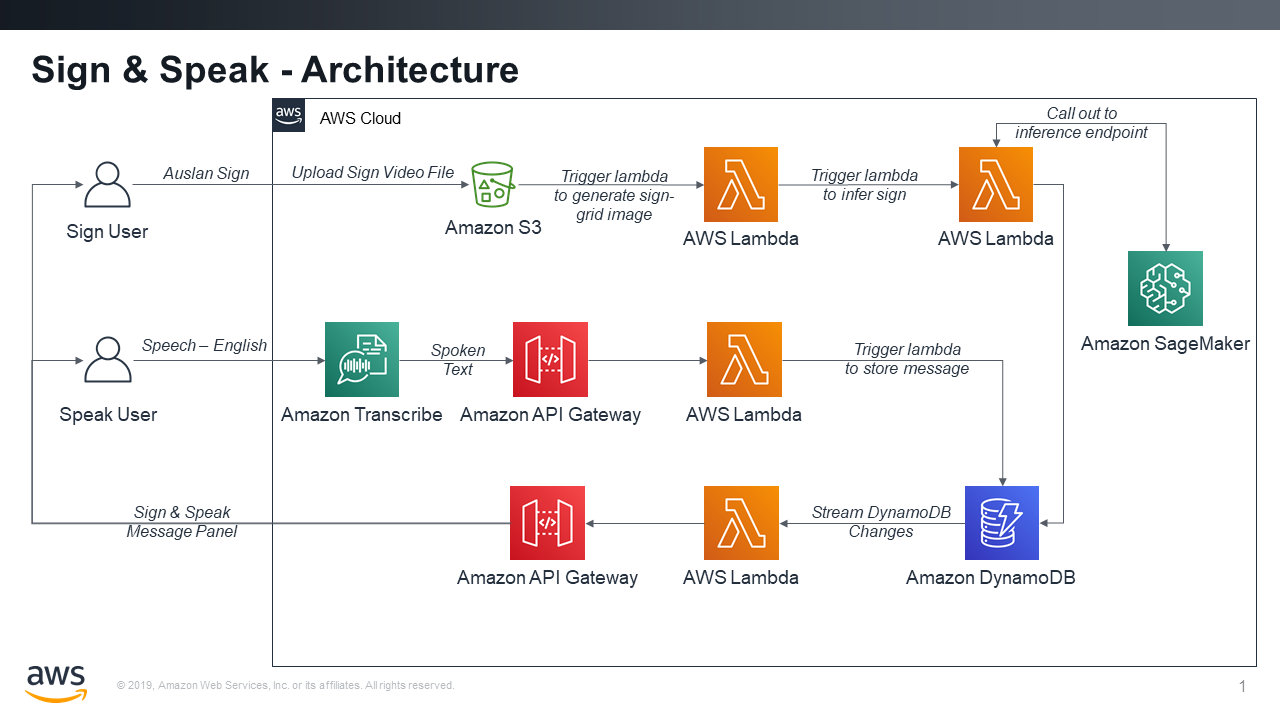 Sign & Speak - Architecture
aws
AWS Cloud
Call out to
inference endpoint
Auslan Sign
Upload Sign Video File
Trigger lambda
to generate sign-
grid image
Trigger lambda
to infer sign
Sign User
Amazon S3
AWS Lambda
AWS Lambda
Amazon SageMaker
Speech – English
Spoken
Text
Trigger lambda
to store message
Speak User
Amazon Transcribe
Amazon API Gateway
AWS Lambda
Sign & Speak
Message Panel
Stream DynamoDB
Changes
Amazon API Gateway
AWS Lambda
Amazon DynamoDB
aws
© 2019, Amazon Web Services, Inc. or its affiliates. All rights reserved.
1